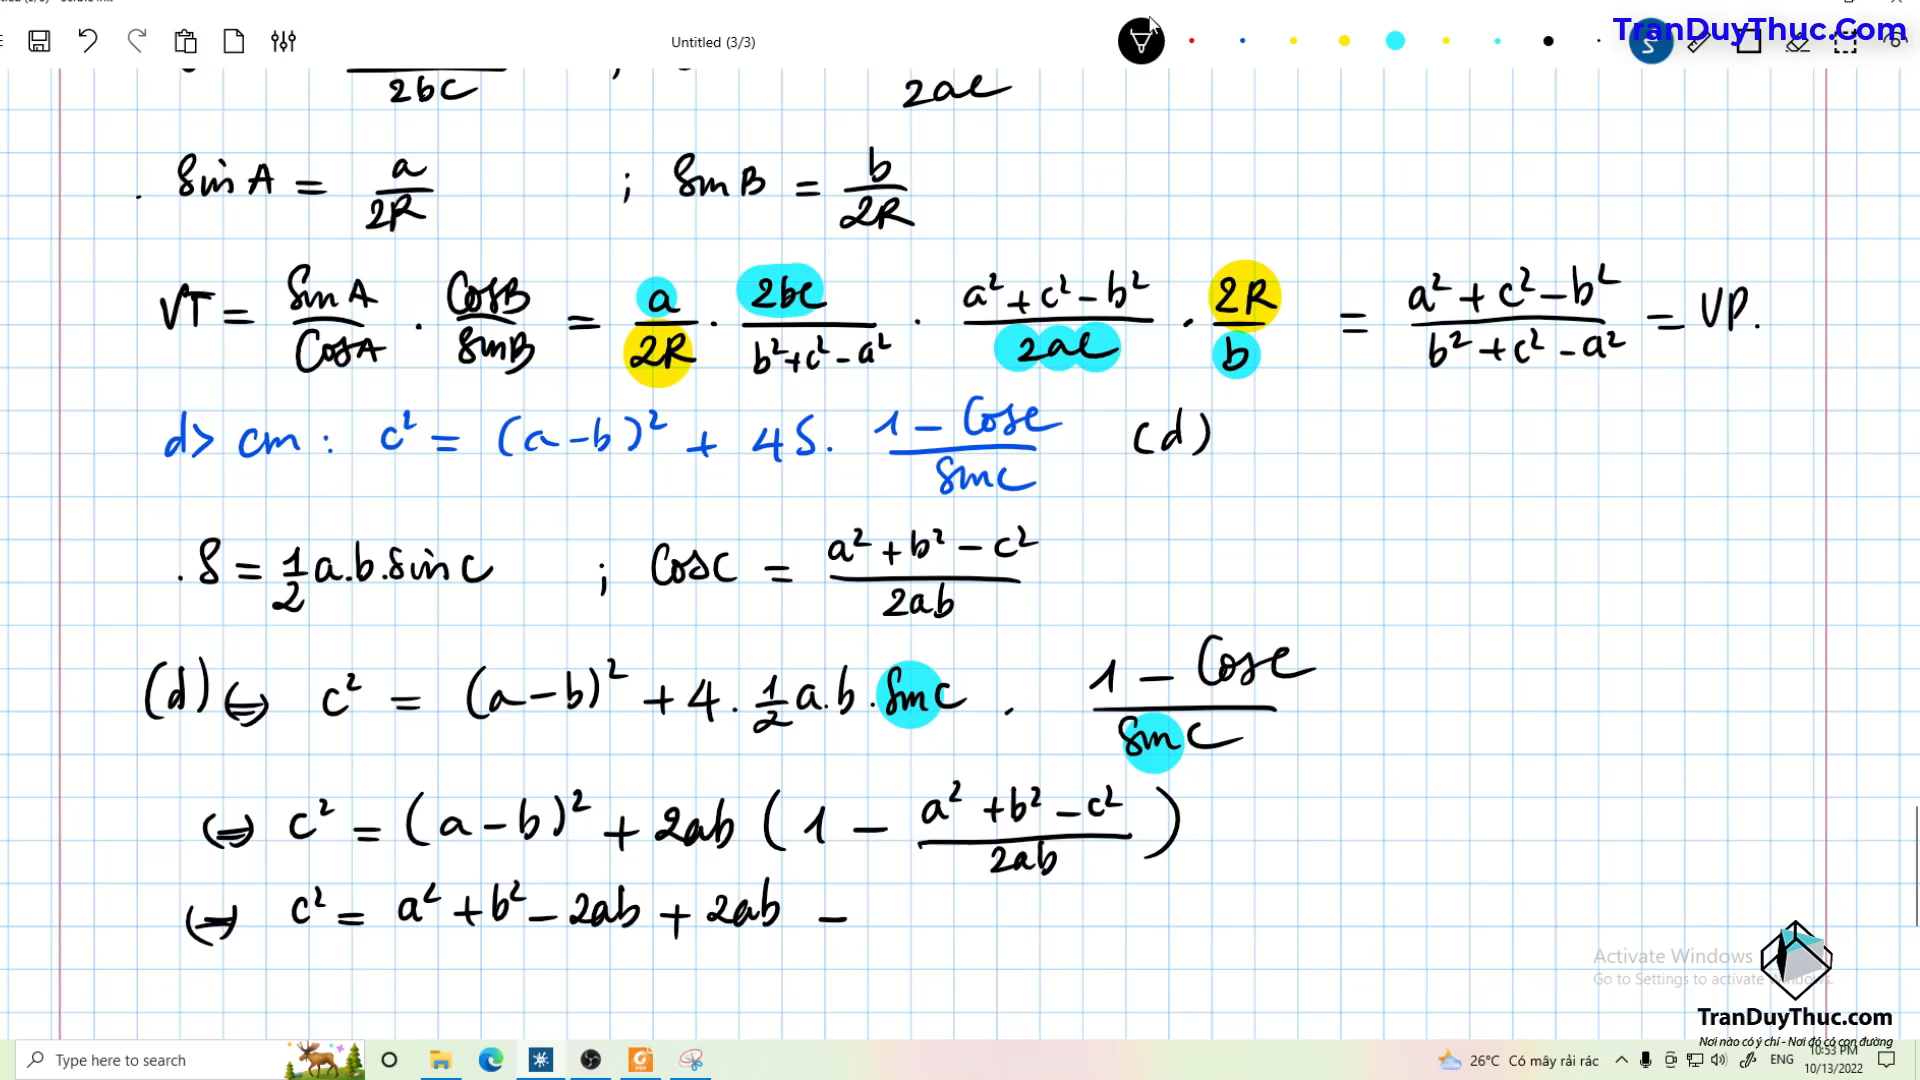 TranDuyThuc.Com
Untitled (3/3)
2bc ; 2ac
. Sin A = a/2R ; Sin B = b/2R
VT = SinA/CosA . CosB/SinB = a/2R . 2bc/b²+c²-a² . a²+c²-b²/2ac . 2R/b = a²+c²-b²/b²+c²-a² = VP.
d> cm : c² = (a-b)² + 4S. 1-CosC/SinC (d)
. S = 1/2 a.b.sinC ; CosC = a²+b²-c²/2ab
(d) ⇔ c² = (a-b)² + 4. 1/2 a.b.SinC . 1-CosC/SinC
⇔ c² = (a-b)² + 2ab (1 - a²+b²-c²/2ab)
⇔ c² = a² + b² - 2ab + 2ab -
Activate Windows
Go to Settings to activate Windows.
TranDuyThuc.com
Nơi nào có ý chí - Nơi đó có con đường
Type here to search
26°C Có mây rải rác
ENG
10:53 PM
10/13/2022